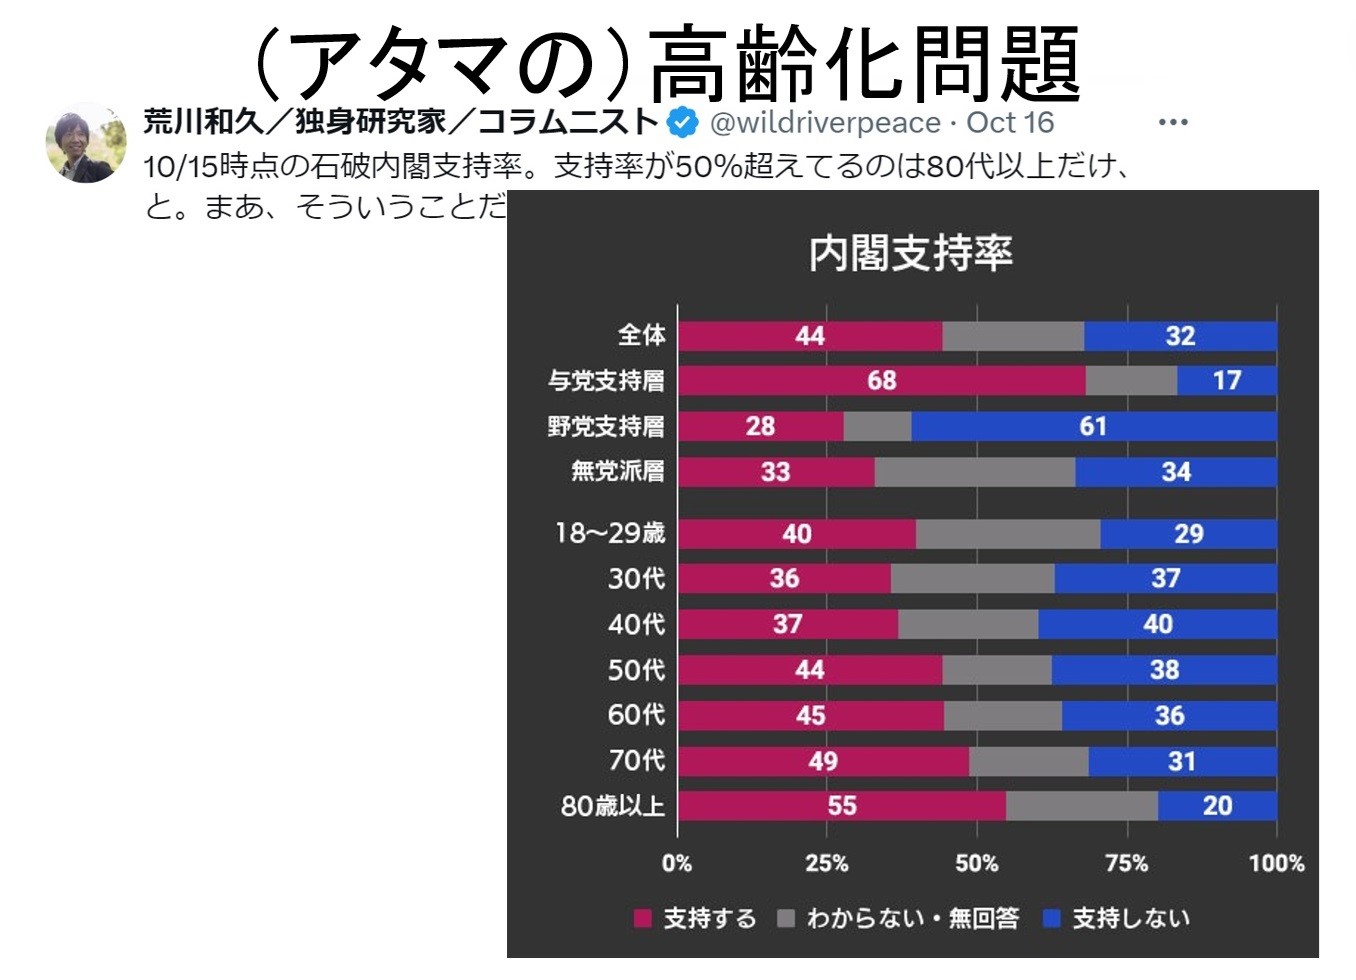 （アタマの）高齢化問題
荒川和久／独身研究家／コラムニスト @wildriverpeace · Oct 16 ···
10/15時点の石破内閣支持率。支持率が50％超えてるのは80代以上だけ、
と。まあ、そういうことだ
内閣支持率
全体 44 32
与党支持層 68 17
野党支持層 28 61
無党派層 33 34
18〜29歳 40 29
30代 36 37
40代 37 40
50代 44 38
60代 45 36
70代 49 31
80歳以上 55 20
0% 25% 50% 75% 100%
支持する わからない・無回答 支持しない